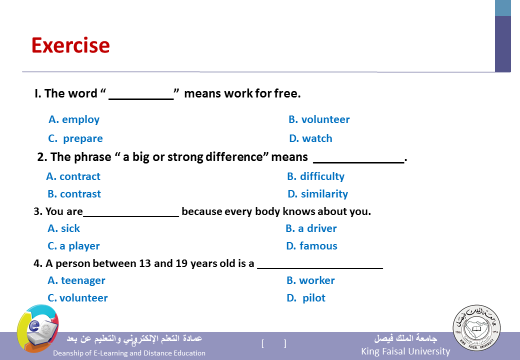 Exercise
I. The word “ __________” means work for free.
A. employ B. volunteer
C. prepare D. watch
2. The phrase “ a big or strong difference” means ______________.
A. contract B. difficulty
B. contrast D. similarity
3. You are________________ because every body knows about you.
A. sick B. a driver
C. a player D. famous
4. A person between 13 and 19 years old is a _____________________
A. teenager B. worker
C. volunteer D. pilot
عمادة التعلم الإلكتروني والتعليم عن بعد
Deanship of E-Learning and Distance Education
[ ]
جامعة الملك فيصل
King Faisal University